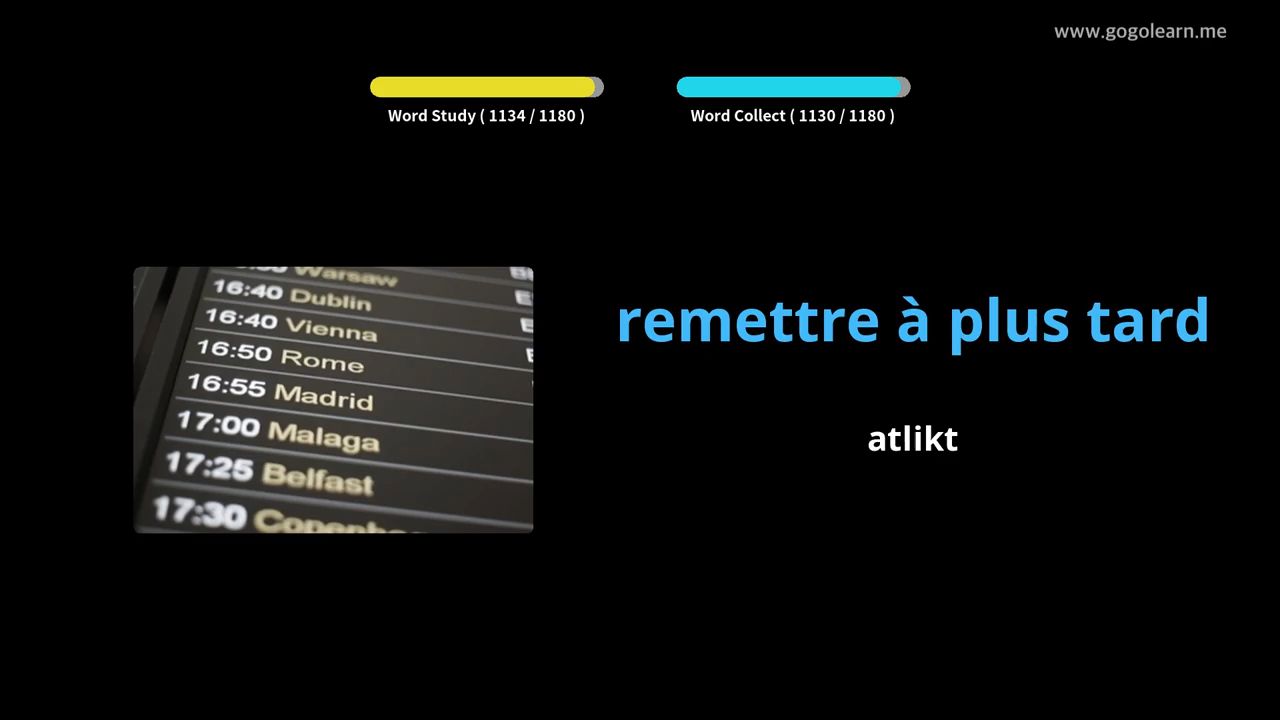 www.gogolearn.me
Word Study ( 1134 / 1180 )
Word Collect ( 1130 / 1180 )
Warsaw
16:40 Dublin
16:40 Vienna
16:50 Rome
16:55 Madrid
17:00 Malaga
17:25 Belfast
17:30
remettre à plus tard
atlikt